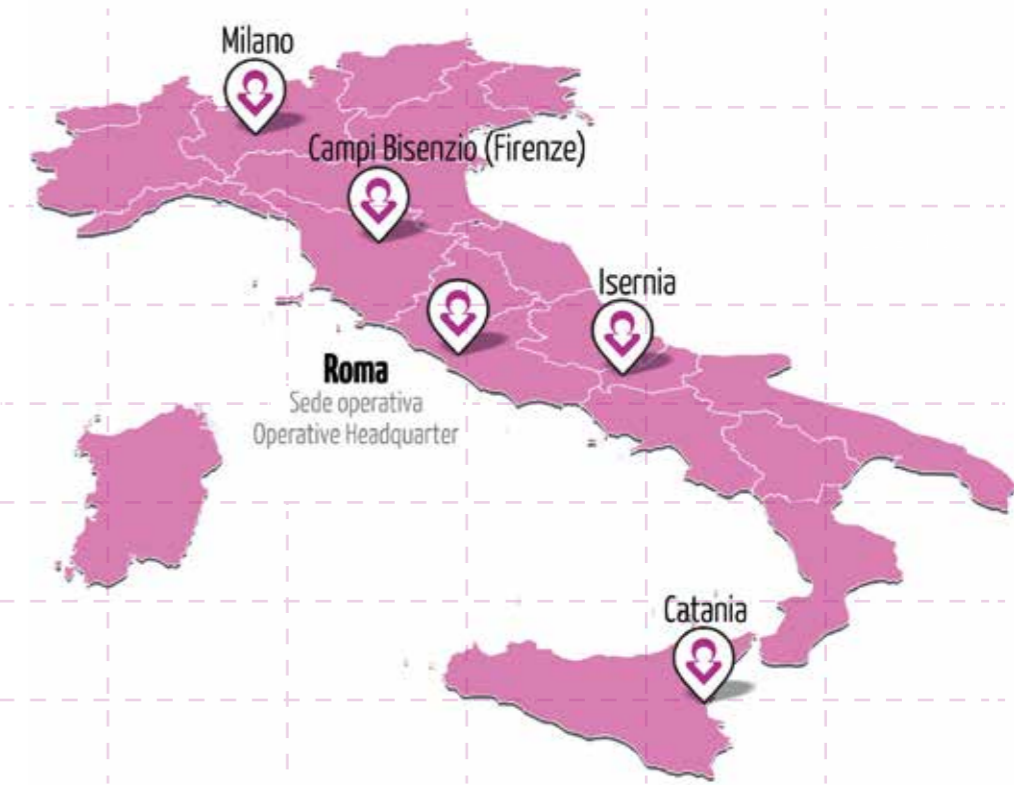 Milano
Campi Bisenzio (Firenze)
Isernia
Roma
Sede operativa
Operative Headquarter
Catania